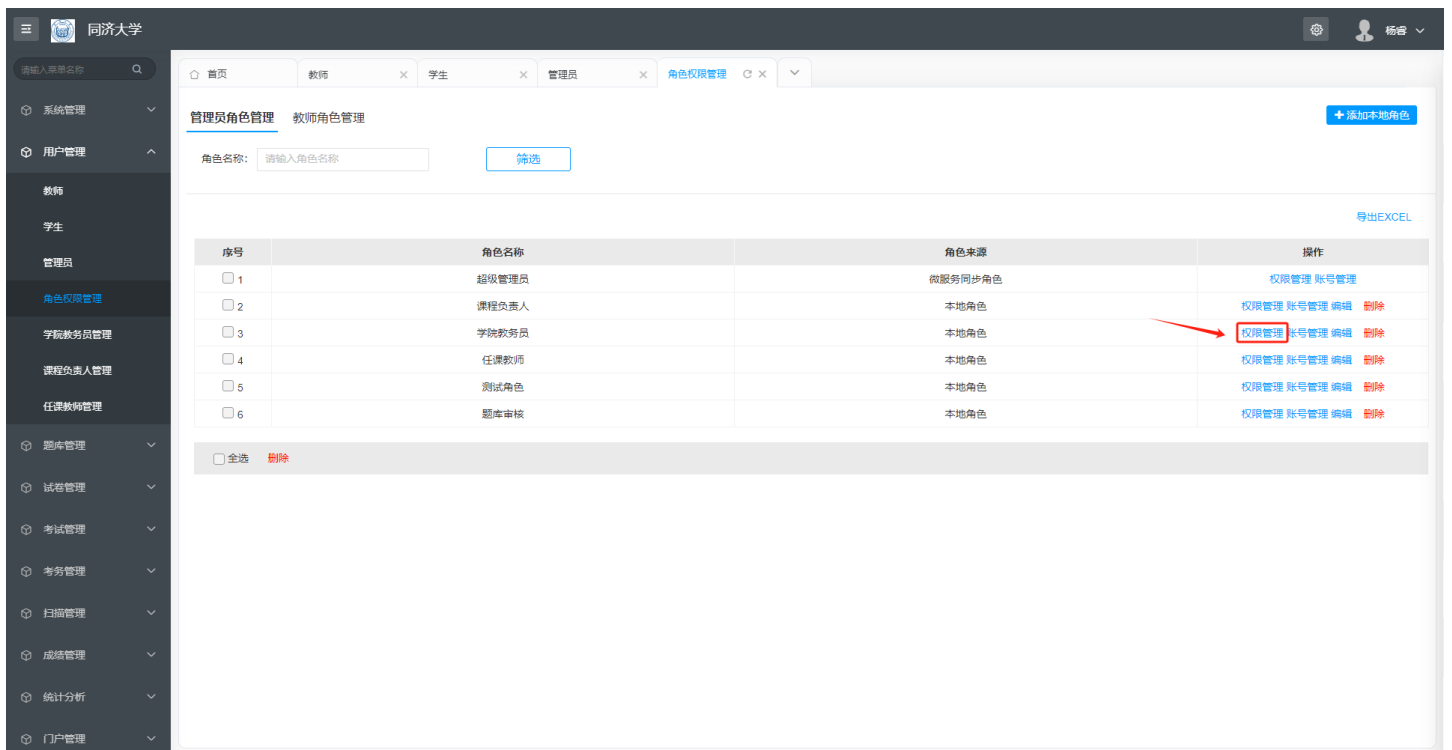 同济大学
杨睿
请输入菜单名称
首页 教师 学生 管理员 角色权限管理
系统管理
用户管理
教师
学生
管理员
角色权限管理
学院教务员管理
课程负责人管理
任课教师管理
题库管理
试卷管理
考试管理
考务管理
扫描管理
成绩管理
统计分析
门户管理
管理员角色管理 教师角色管理
添加本地角色
角色名称： 请输入角色名称 筛选
导出EXCEL
序号 角色名称 角色来源 操作
1 超级管理员 微服务同步角色 权限管理 账号管理
2 课程负责人 本地角色 权限管理 账号管理 编辑 删除
3 学院教务员 本地角色 权限管理 账号管理 编辑 删除
4 任课教师 本地角色 权限管理 账号管理 编辑 删除
5 测试角色 本地角色 权限管理 账号管理 编辑 删除
6 题库审核 本地角色 权限管理 账号管理 编辑 删除
全选 删除